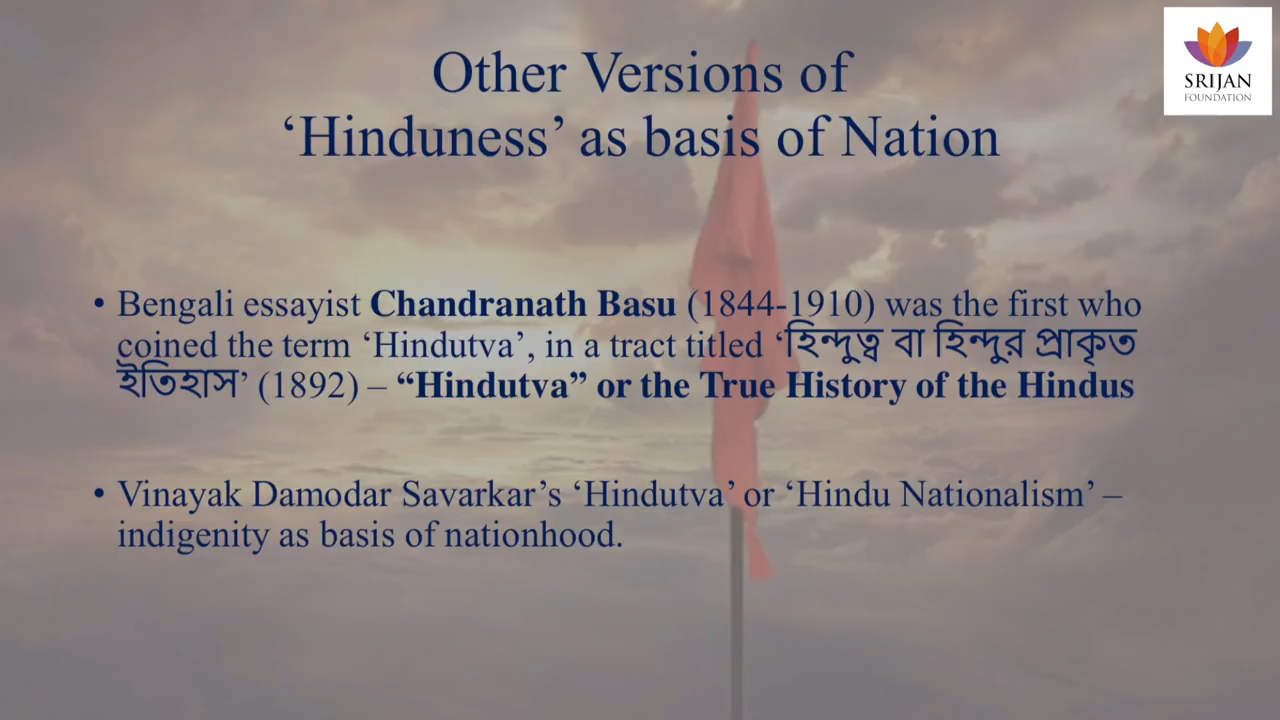 Other Versions of
‘Hinduness’ as basis of Nation
SRIJAN
FOUNDATION
• Bengali essayist Chandranath Basu (1844-1910) was the first who
coined the term ‘Hindutva’, in a tract titled ‘হিন্দুত্ব বা হিন্দুর প্রাকৃত
ইতিহাস’ (1892) – “Hindutva” or the True History of the Hindus
• Vinayak Damodar Savarkar’s ‘Hindutva’ or ‘Hindu Nationalism’ –
indigenity as basis of nationhood.